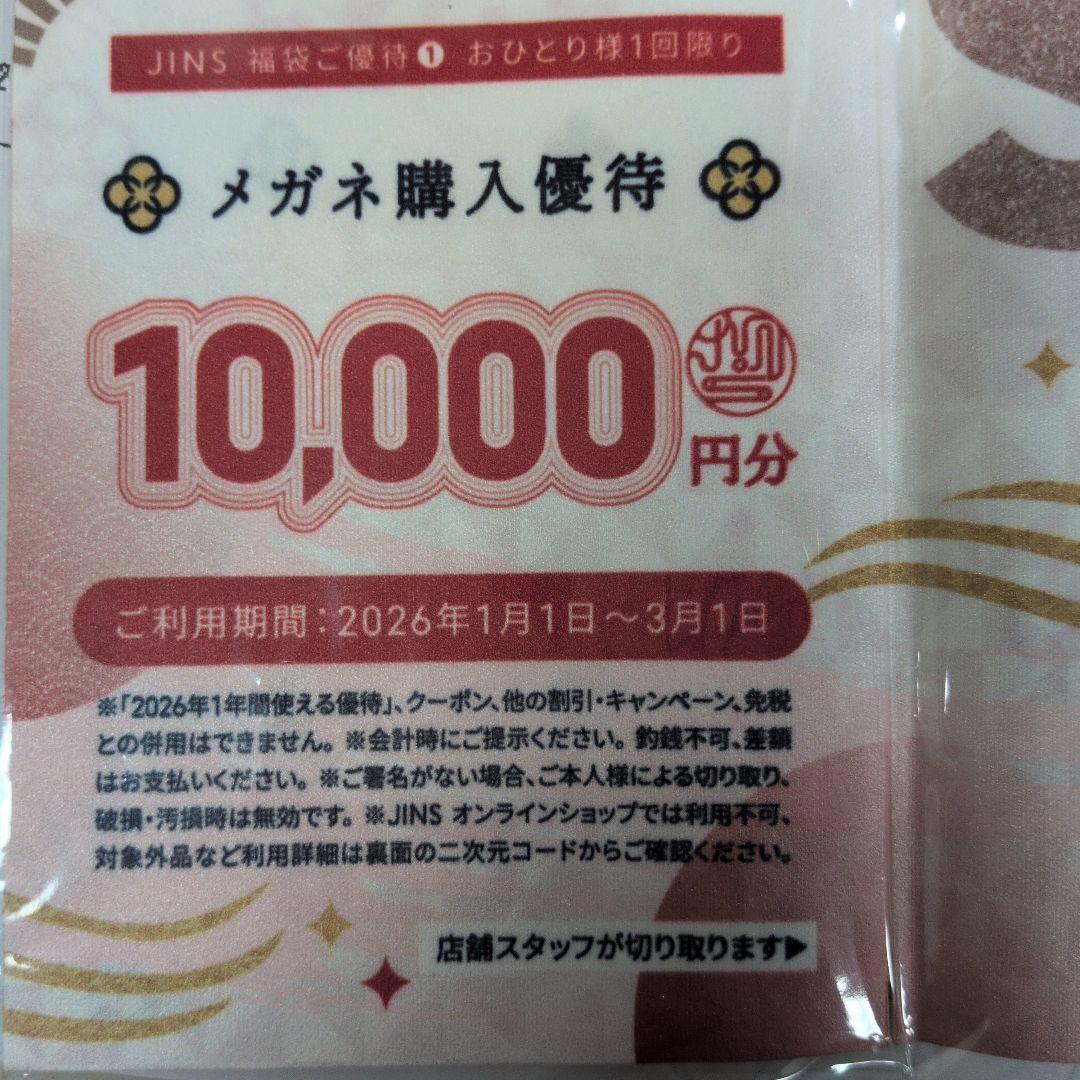 JINS 福袋ご優待❶ おひとり様1回限り
メガネ購入優待
10,000
円分
ご利用期間：2026年1月1日～3月1日
※「2026年1年間使える優待」、クーポン、他の割引・キャンペーン、免税
との併用はできません。※会計時にご提示ください。釣銭不可、差額
はお支払いください。※ご署名がない場合、ご本人様による切り取り、
破損・汚損時は無効です。※JINS オンラインショップでは利用不可、
対象外品など利用詳細は裏面の二次元コードからご確認ください。
店舗スタッフが切り取ります▶